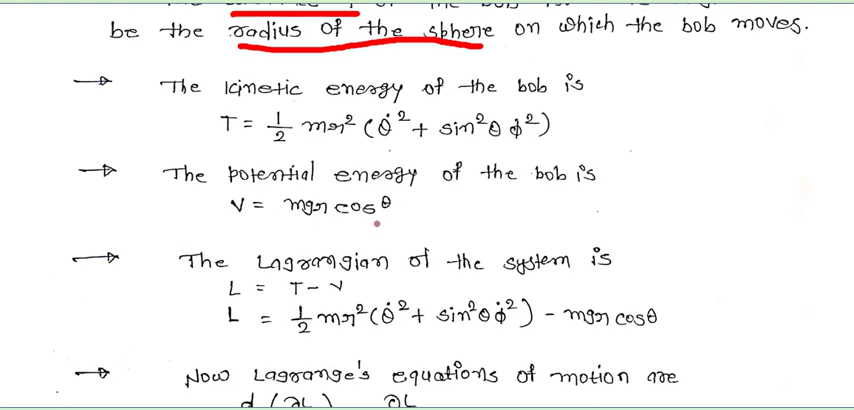 be the radius of the sphere on which the bob moves.
→ The kinetic energy of the bob is
T = 1/2 mr² (θ̇² + sin²θ φ̇²)
→ The potential energy of the bob is
V = mgr cosθ
→ The Lagrangian of the system is
L = T - V
L = 1/2 mr² (θ̇² + sin²θ φ̇²) - mgr cosθ
→ Now Lagrange's equations of motion are